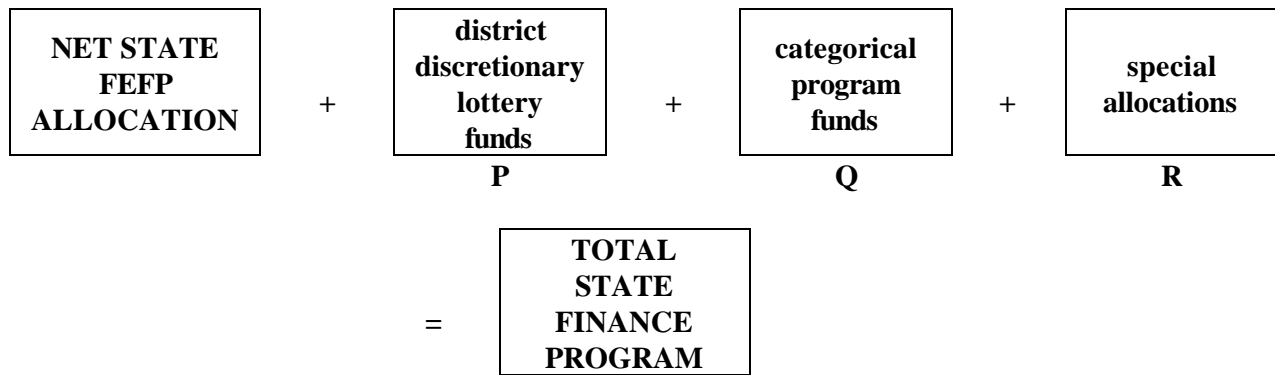 NET STATE
FEFP
ALLOCATION
+
district
discretionary
lottery
funds
+
categorical
program
funds
+
special
allocations
P
Q
R
=
TOTAL
STATE
FINANCE
PROGRAM